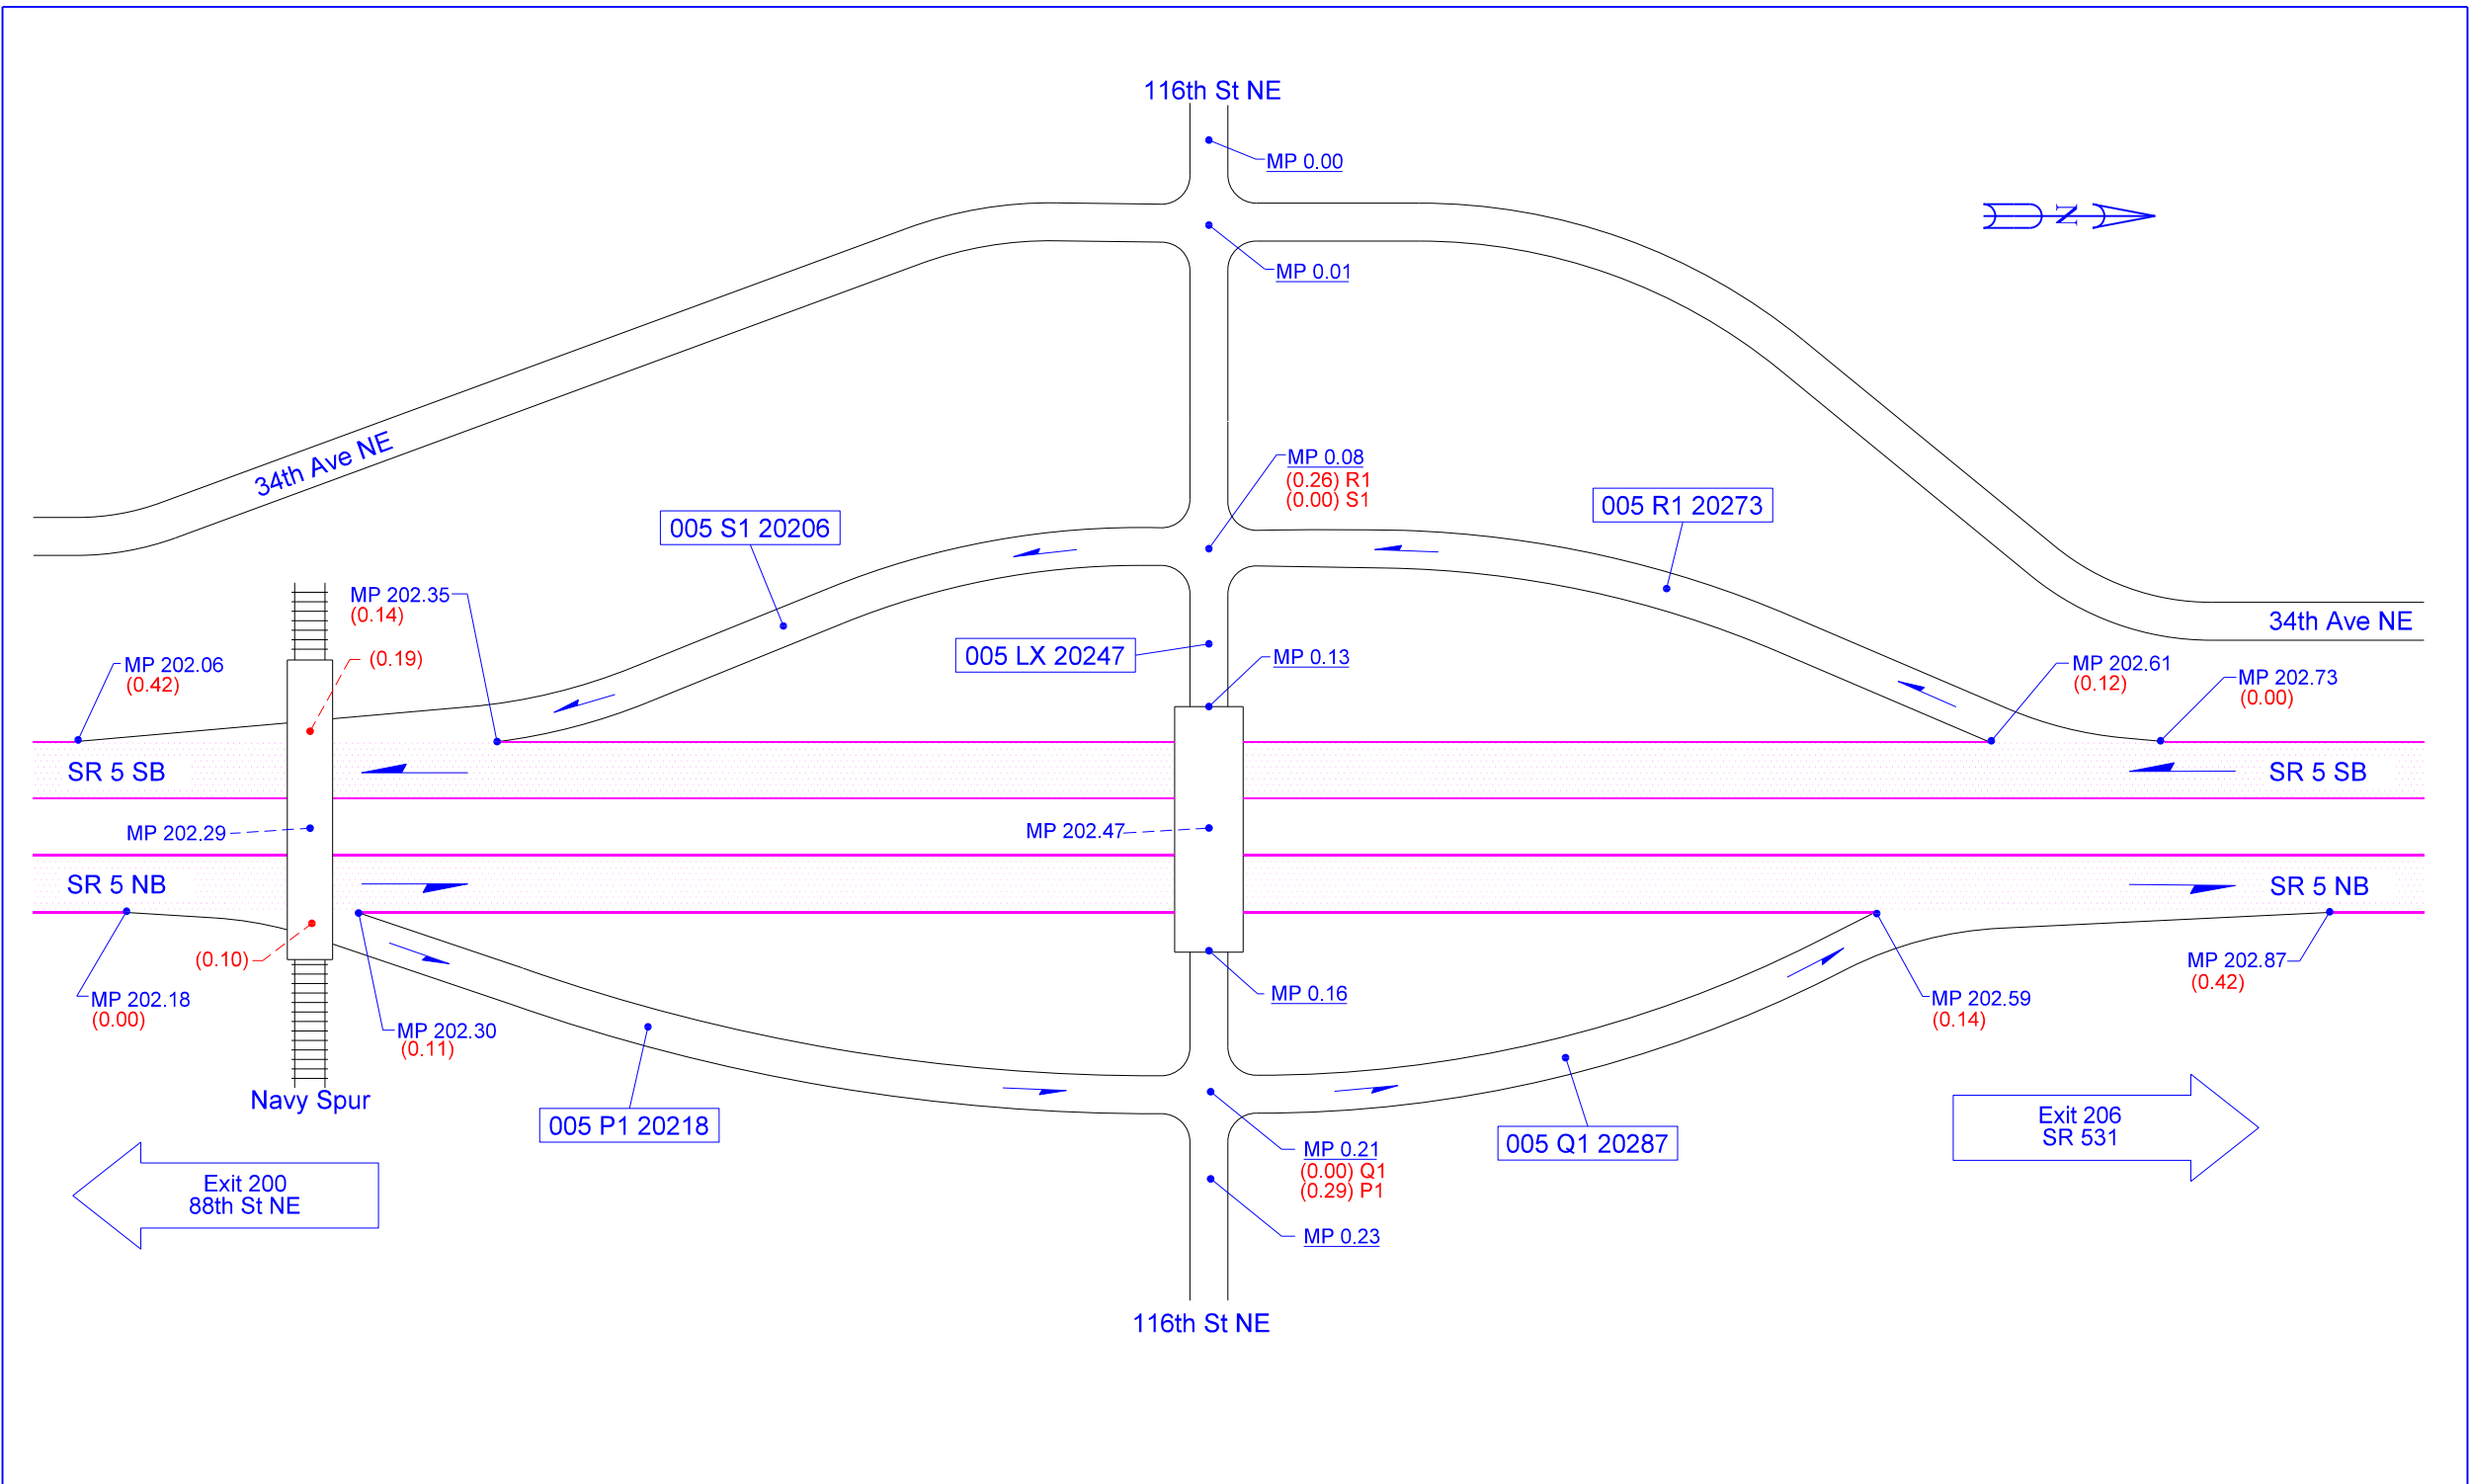 116th St NE
MP 0.00
N
MP 0.01
34th Ave NE
MP 0.08
(0.26) R1
(0.00) S1
005 S1 20206
005 R1 20273
MP 202.35
(0.14)
34th Ave NE
005 LX 20247
MP 0.13
MP 202.06
(0.42)
(0.19)
MP 202.61
(0.12)
MP 202.73
(0.00)
SR 5 SB
SR 5 SB
MP 202.29
MP 202.47
SR 5 NB
SR 5 NB
(0.10)
MP 202.87
(0.42)
MP 202.18
(0.00)
MP 0.16
MP 202.59
(0.14)
MP 202.30
(0.11)
Navy Spur
005 P1 20218
005 Q1 20287
Exit 206
SR 531
MP 0.21
(0.00) Q1
(0.29) P1
Exit 200
88th St NE
MP 0.23
116th St NE